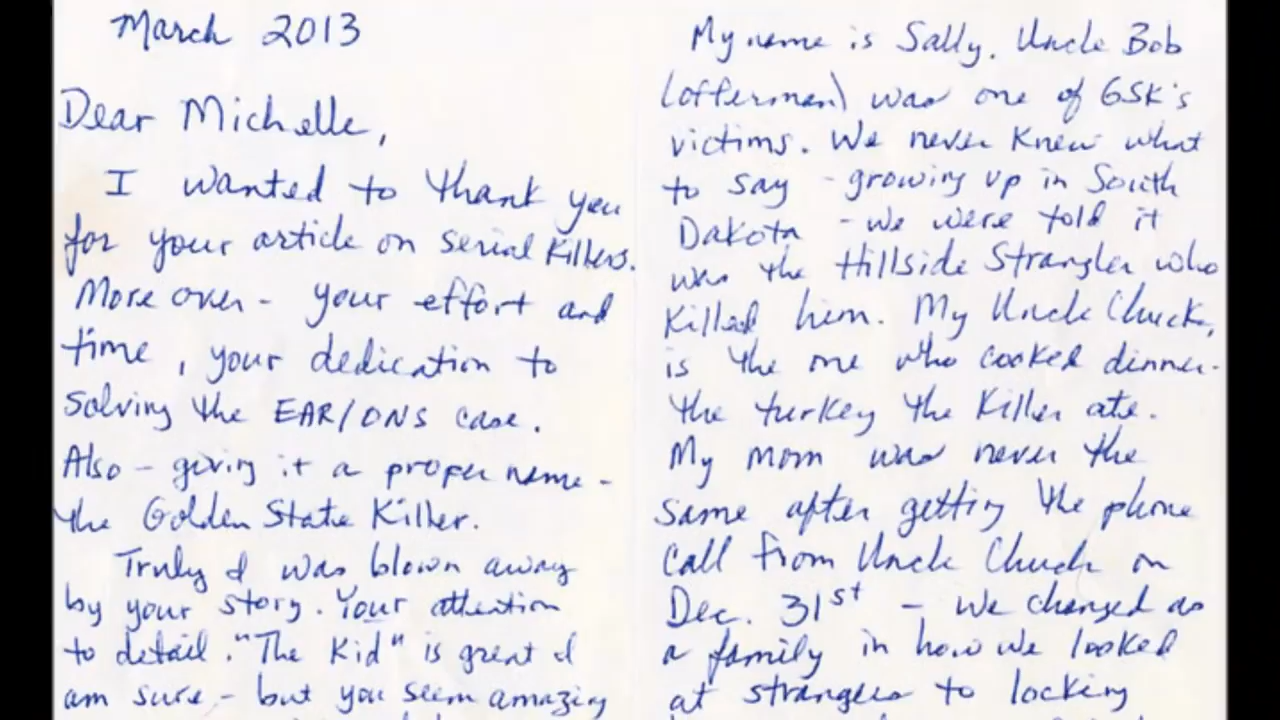 March 2013
Dear Michelle,
I wanted to thank you
for your article on serial Killers.
More over - your effort and
time, your dedication to
solving the EAR/ONS case.
Also - giving it a proper name -
the Golden State Killer.
Truly I was blown away
by your story. Your attention
to detail. "The Kid" is great I
am sure - but you seem amazing
My name is Sally. Uncle Bob
(offerman) was one of GSK's
victims. We never Knew what
to say - growing up in South
Dakota - we were told it
was the Hillside Strangler who
Killed him. My Uncle Chuck,
is the one who cooked dinner -
the turkey the Killer ate.
My mom was never the
same after getting the phone
call from Uncle Chuck on
Dec. 31st - we changed as
a family in how we looked
at strangers to locking